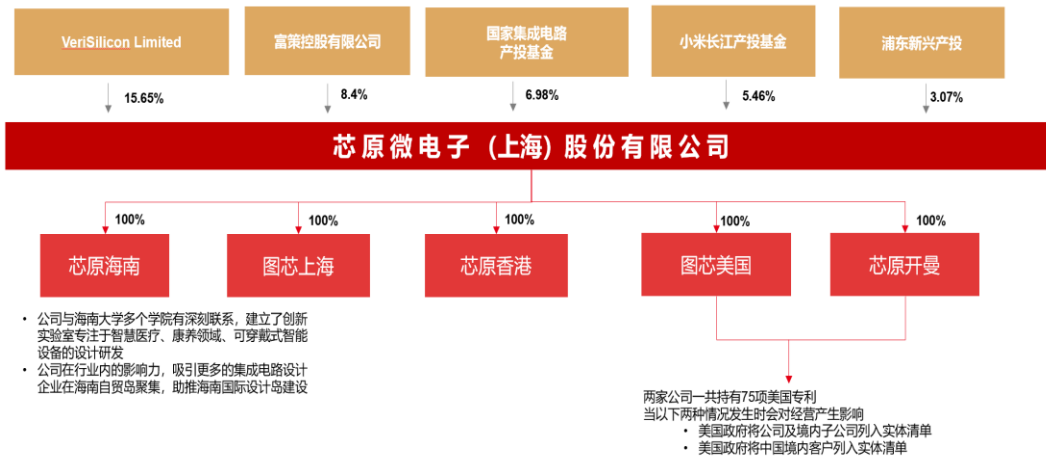 VeriSilicon Limited
富策控股有限公司
国家集成电路
产投基金
小米长江产投基金
浦东新兴产投
15.65%
8.4%
6.98%
5.46%
3.07%
芯原微电子（上海）股份有限公司
100%
100%
100%
100%
100%
芯原海南
图芯上海
芯原香港
图芯美国
芯原开曼
• 公司与海南大学多个学院有深刻联系，建立了创新
实验室专注于智慧医疗、康养领域、可穿戴式智能
设备的设计研发
• 公司在行业内的影响力，吸引更多的集成电路设计
企业在海南自贸岛聚集，助推海南国际设计岛建设
两家公司一共持有75项美国专利
当以下两种情况发生时会对经营产生影响
• 美国政府将公司及境内子公司列入实体清单
• 美国政府将中国境内客户列入实体清单